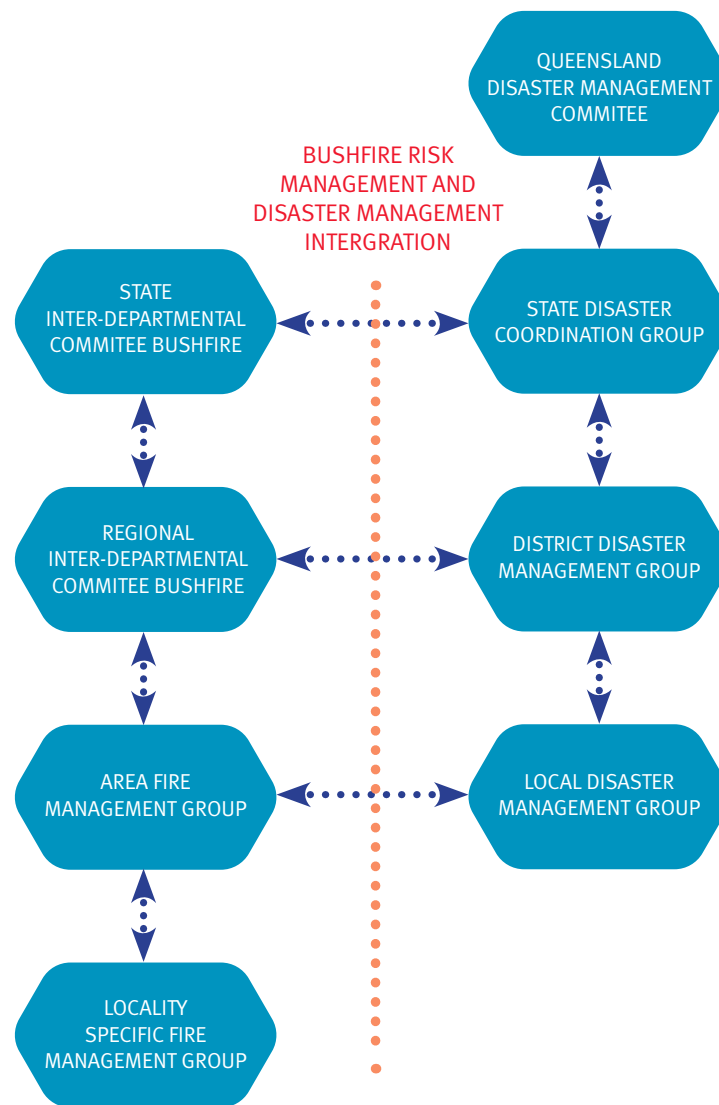 QUEENSLAND
DISASTER MANAGEMENT
COMMITEE
BUSHFIRE RISK
MANAGEMENT AND
DISASTER MANAGEMENT
INTERGRATION
STATE
INTER-DEPARTMENTAL
COMMITEE BUSHFIRE
STATE DISASTER
COORDINATION GROUP
REGIONAL
INTER-DEPARTMENTAL
COMMITEE BUSHFIRE
DISTRICT DISASTER
MANAGEMENT GROUP
AREA FIRE
MANAGEMENT GROUP
LOCAL DISASTER
MANAGEMENT GROUP
LOCALITY
SPECIFIC FIRE
MANAGEMENT GROUP